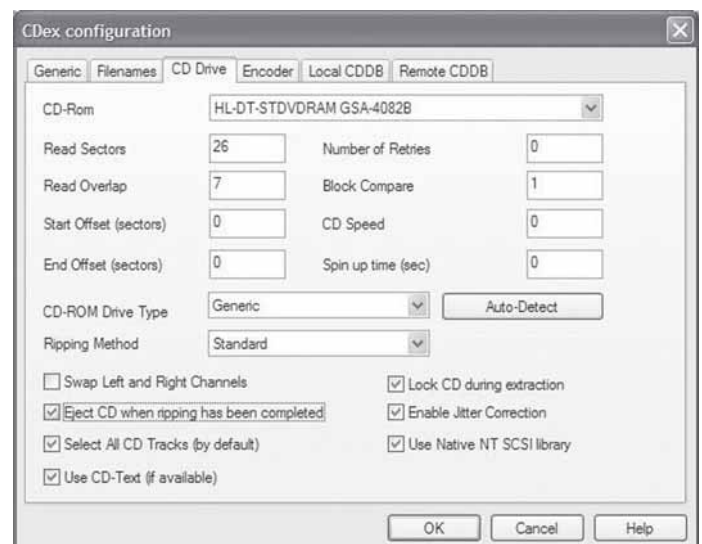 CDex configuration
Generic Filenames CD Drive Encoder Local CDDB Remote CDDB
CD-Rom HL-DT-STDVDRAM GSA-4082B
Read Sectors 26 Number of Retries 0
Read Overlap 7 Block Compare 1
Start Offset (sectors) 0 CD Speed 0
End Offset (sectors) 0 Spin up time (sec) 0
CD-ROM Drive Type Generic Auto-Detect
Ripping Method Standard
Swap Left and Right Channels Lock CD during extraction
Eject CD when ripping has been completed Enable Jitter Correction
Select All CD Tracks (by default) Use Native NT SCSI library
Use CD-Text (if available)
OK Cancel Help